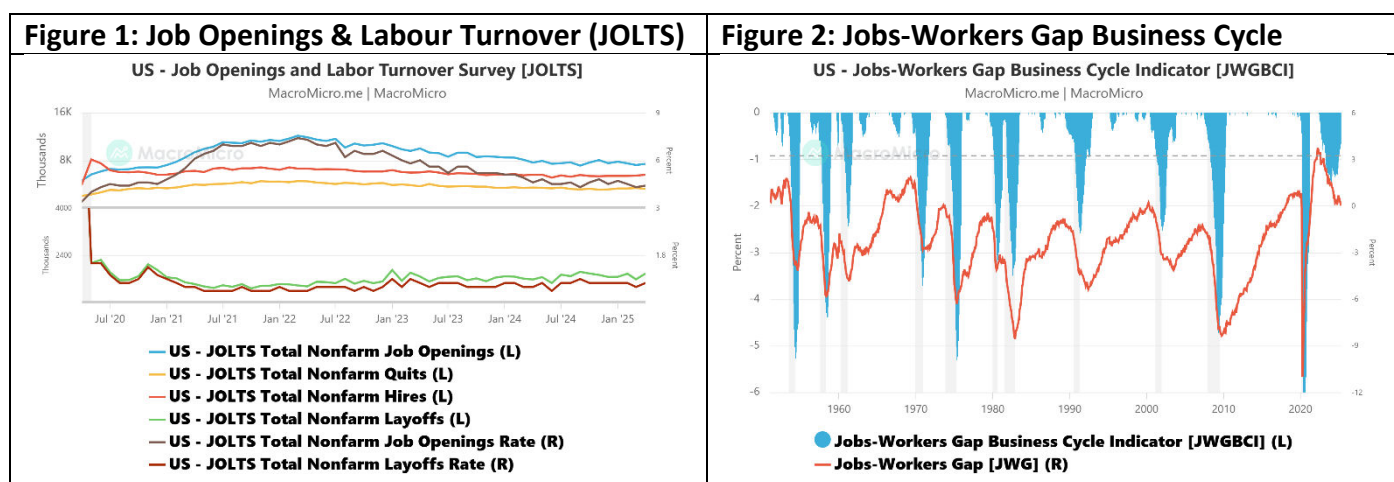 Figure 1: Job Openings & Labour Turnover (JOLTS)
US - Job Openings and Labor Turnover Survey [JOLTS]
MacroMicro.me | MacroMicro
16K
9
Thousands
Percent
MacroMicro
8K
6
4000
3
Thousands
Percent
2400
1.8
Jul '20
Jan '21
Jul '21
Jan '22
Jul '22
Jan '23
Jul '23
Jan '24
Jul '24
Jan '25
US - JOLTS Total Nonfarm Job Openings (L)
US - JOLTS Total Nonfarm Quits (L)
US - JOLTS Total Nonfarm Hires (L)
US - JOLTS Total Nonfarm Layoffs (L)
US - JOLTS Total Nonfarm Job Openings Rate (R)
US - JOLTS Total Nonfarm Layoffs Rate (R)
Figure 2: Jobs-Workers Gap Business Cycle
US - Jobs-Workers Gap Business Cycle Indicator [JWGBCI]
MacroMicro.me | MacroMicro
0
6
-1
3
0
-2
Percent
Percent
-3
-3
-4
-6
-5
-9
-6
-12
1960
1970
1980
1990
2000
2010
2020
Jobs-Workers Gap Business Cycle Indicator [JWGBCI] (L)
Jobs-Workers Gap [JWG] (R)